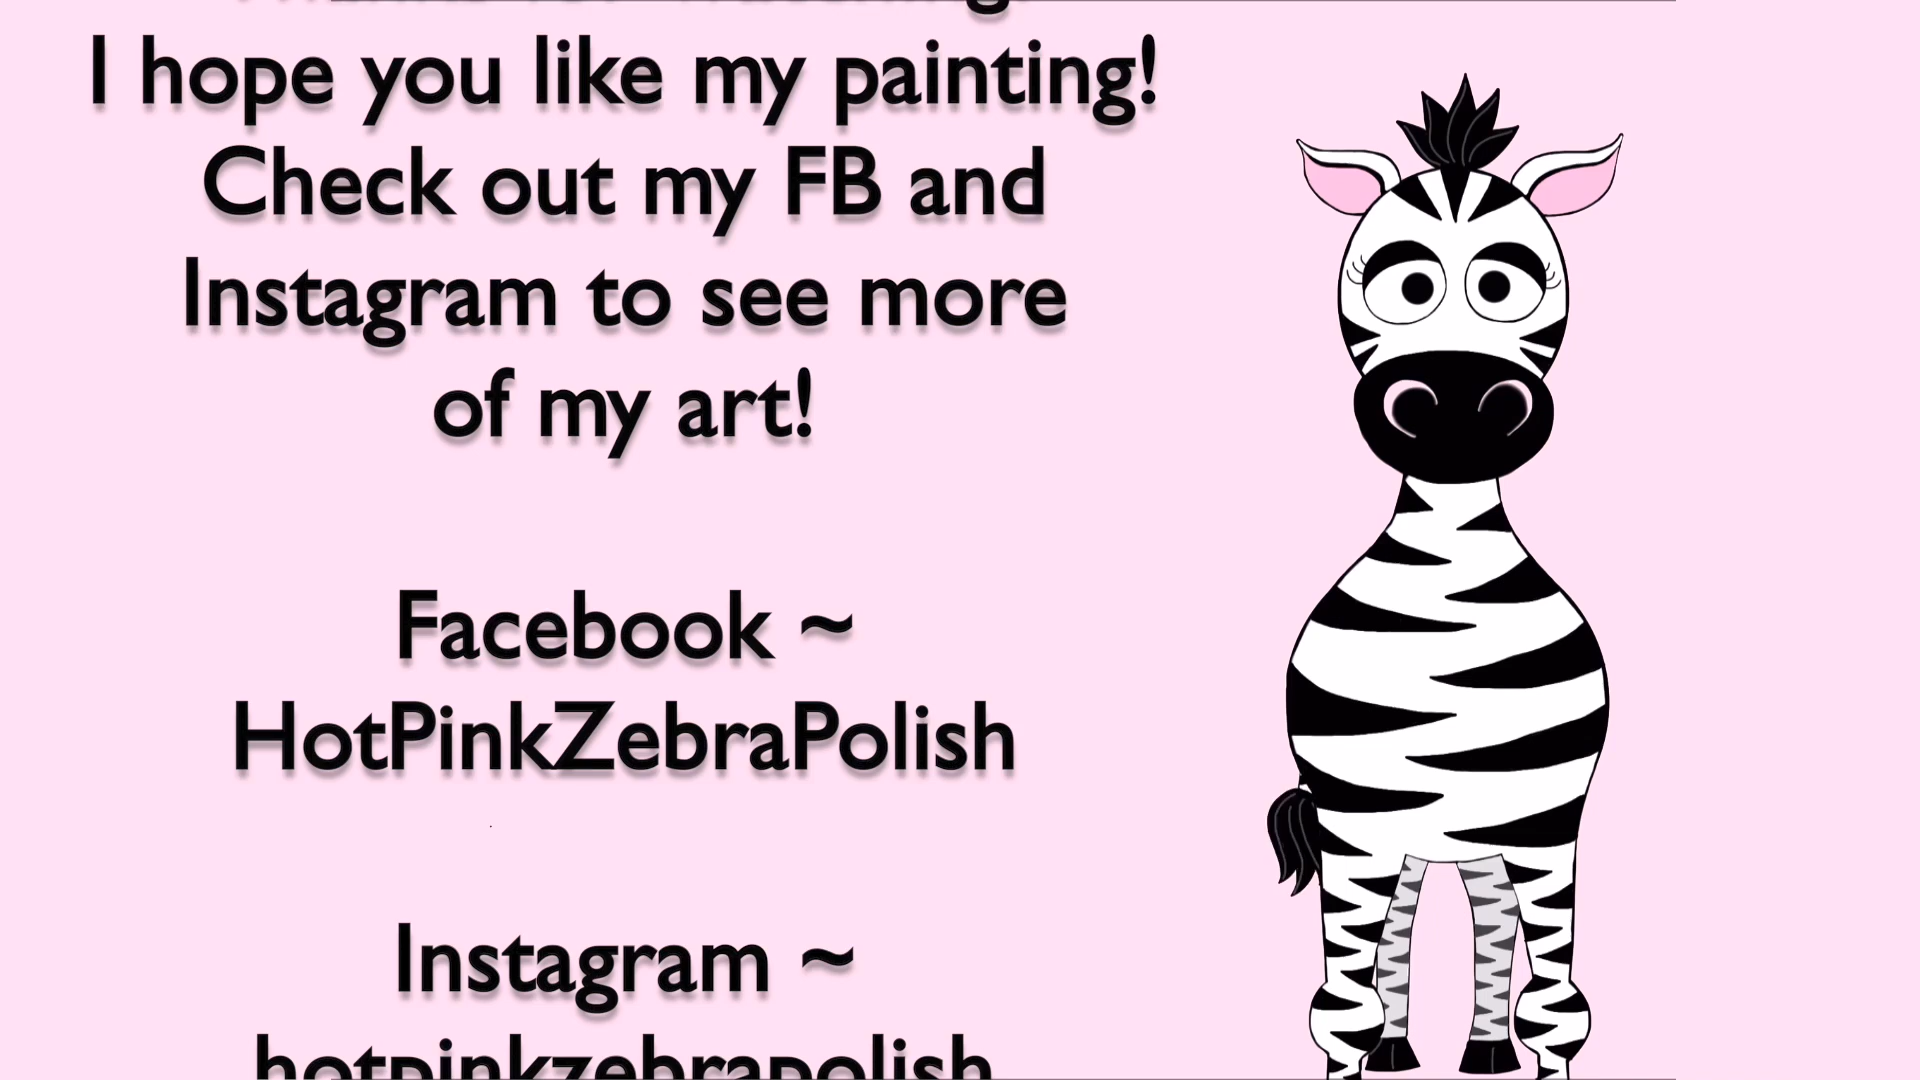 I hope you like my painting!
Check out my FB and
Instagram to see more
of my art!
Facebook ~
HotPinkZebraPolish
Instagram ~
hotpinkzebrapolish